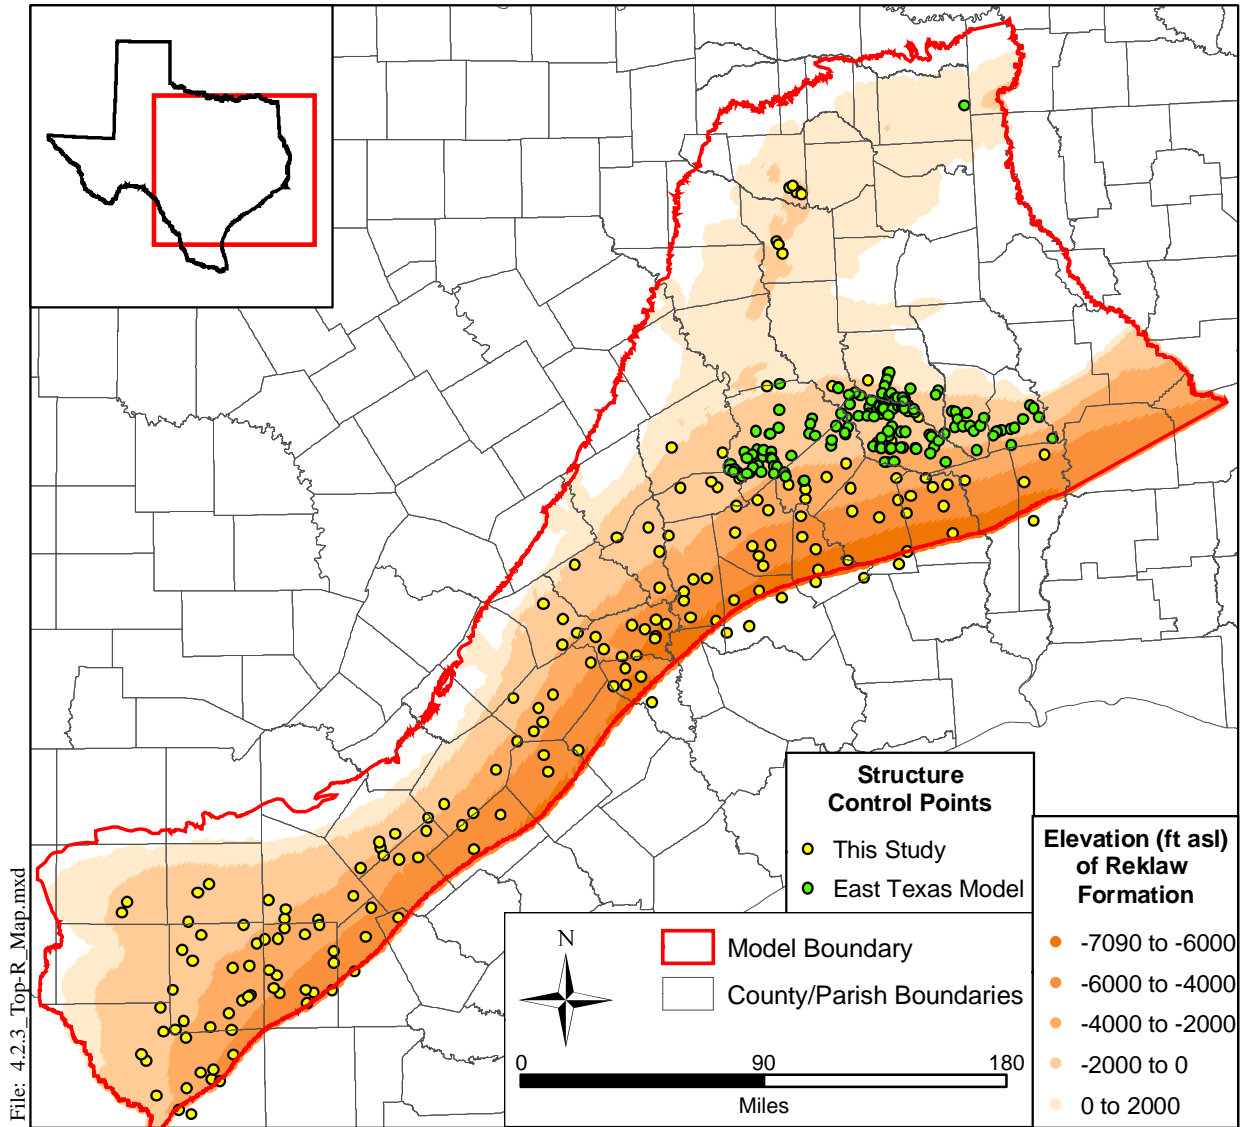 Structure
Control Points
This Study
East Texas Model
Elevation (ft asl)
of Reklaw
Formation
-7090 to -6000
-6000 to -4000
-4000 to -2000
-2000 to 0
0 to 2000
N
Model Boundary
County/Parish Boundaries
0 90 180
Miles
File: 4.2.3_Top-R_Map.mxd